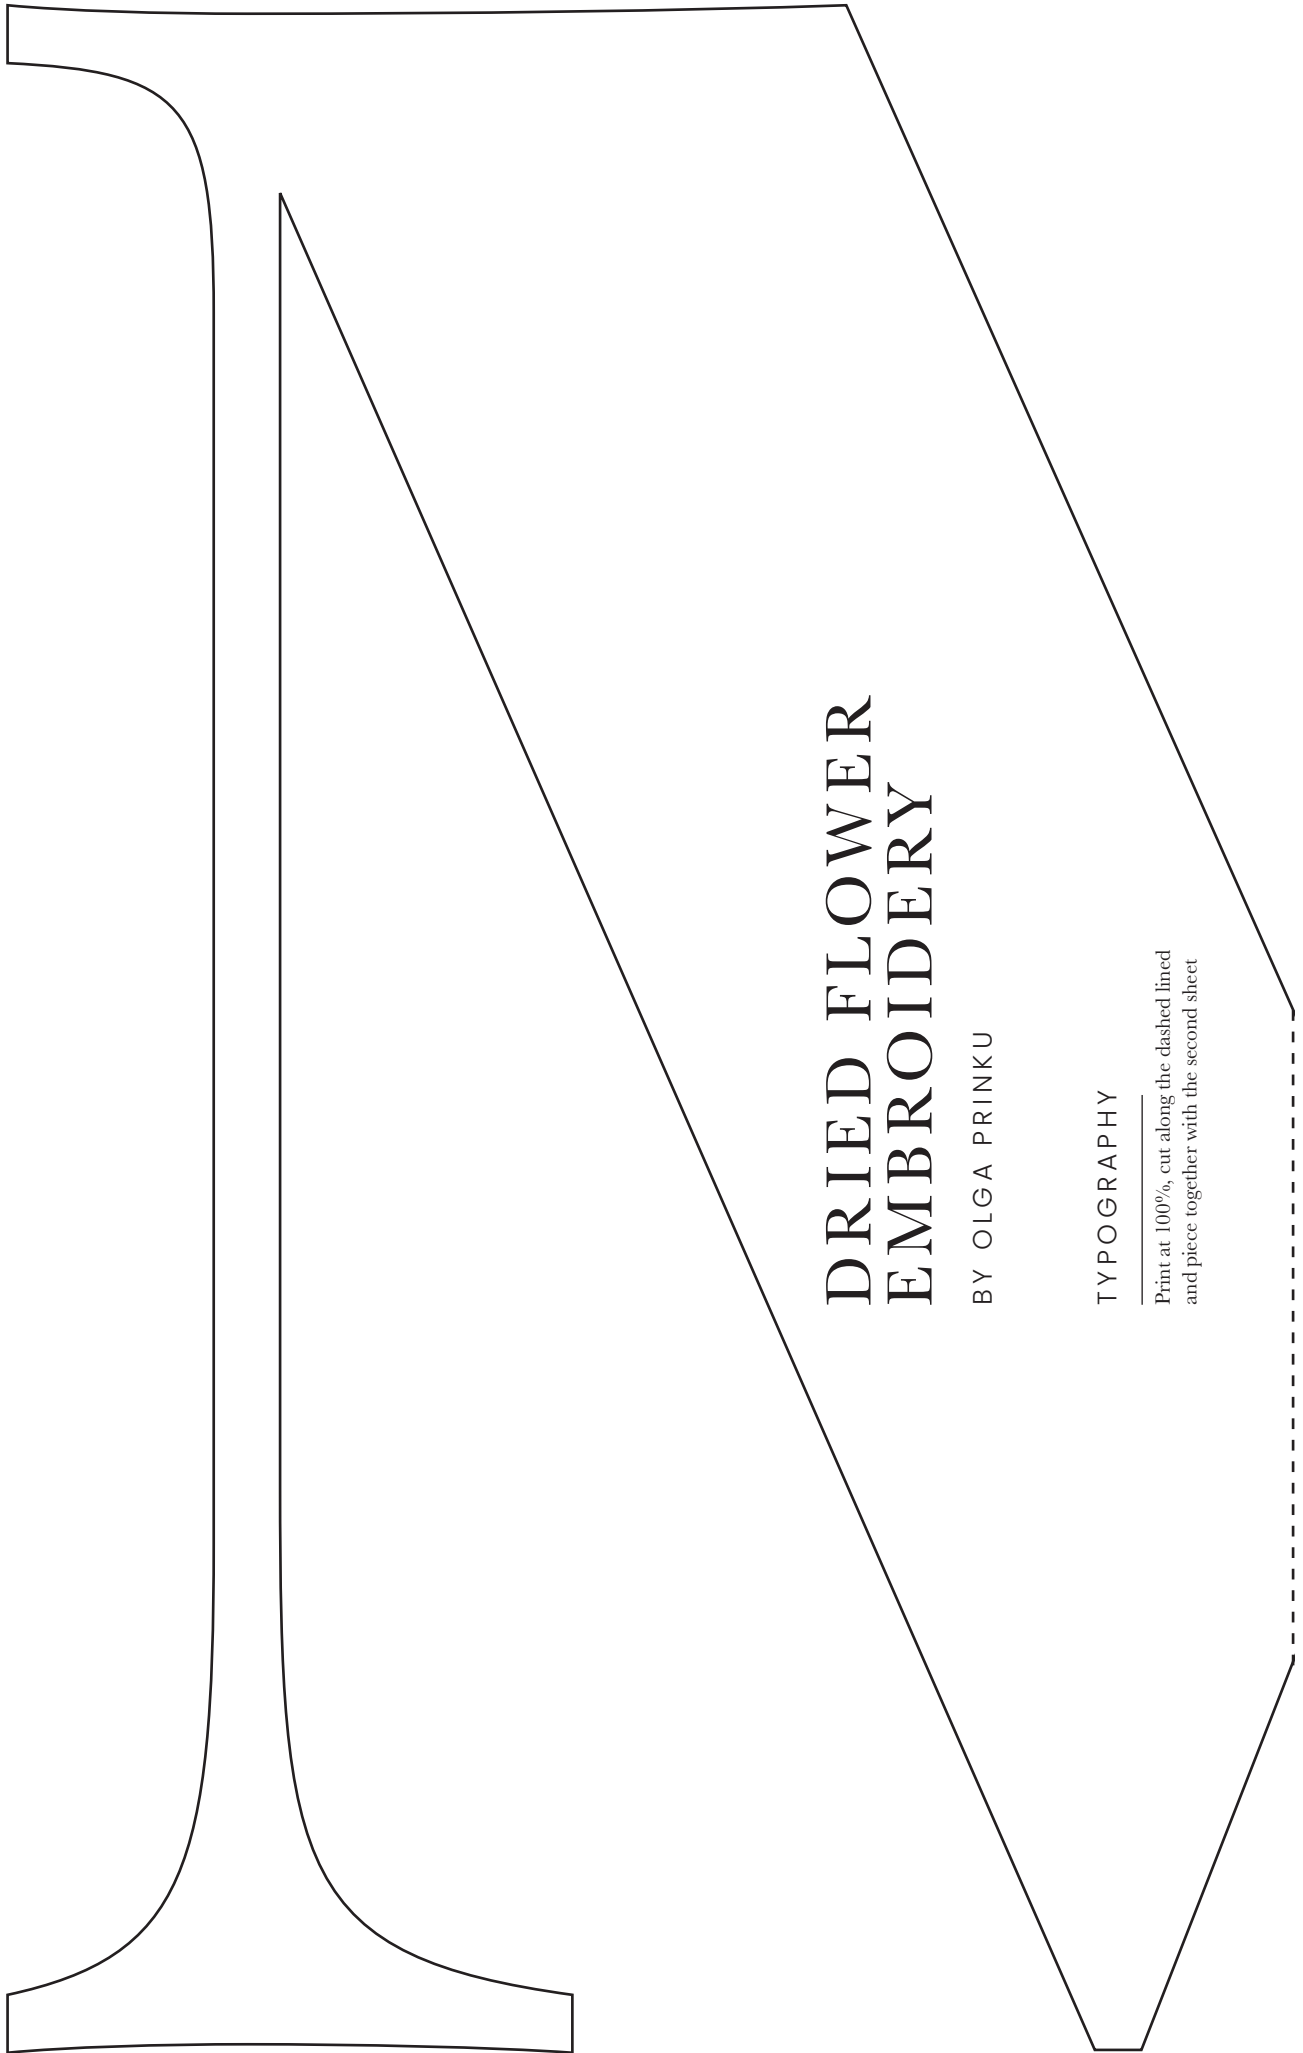 DRIED FLOWER
EMBROIDERY
BY OLGA PRINKU
TYPOGRAPHY
Print at 100%, cut along the dashed lined
and piece together with the second sheet